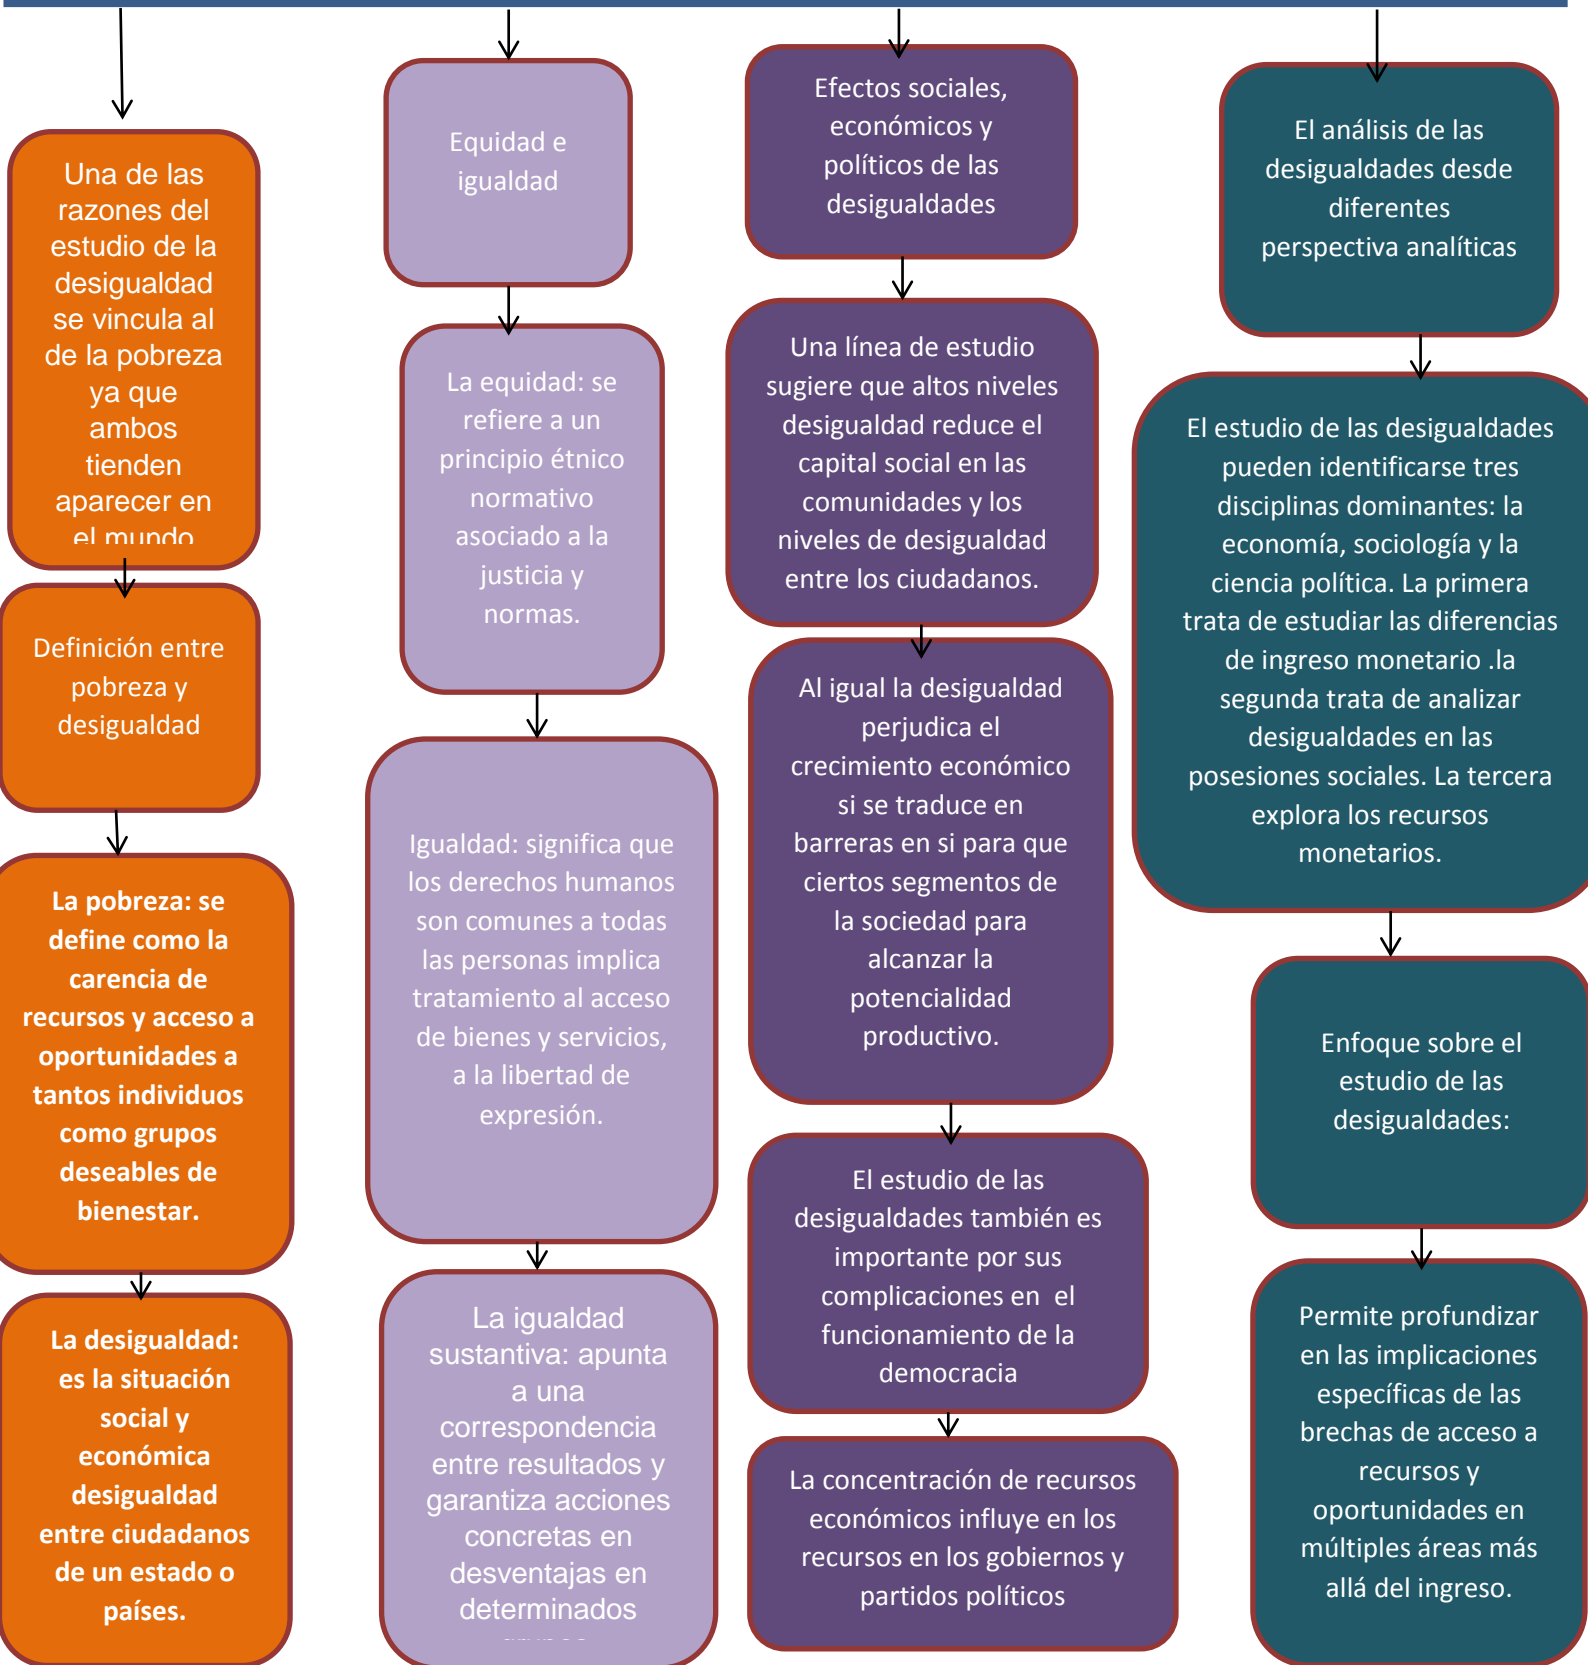 Una de las
razones del
estudio de la
desigualdad
se vincula al
de la pobreza
ya que
ambos
tienden
aparecer en
el mundo
Definición entre
pobreza y
desigualdad
La pobreza: se
define como la
carencia de
recursos y acceso a
oportunidades a
tantos individuos
como grupos
deseables de
bienestar.
La desigualdad:
es la situación
social y
económica
desigualdad
entre ciudadanos
de un estado o
países.
Equidad e
igualdad
La equidad: se
refiere a un
principio étnico
normativo
asociado a la
justicia y
normas.
Igualdad: significa que
los derechos humanos
son comunes a todas
las personas implica
tratamiento al acceso
de bienes y servicios,
a la libertad de
expresión.
La igualdad
sustantiva: apunta
a una
correspondencia
entre resultados y
garantiza acciones
concretas en
desventajas en
determinados
Efectos sociales,
económicos y
políticos de las
desigualdades
Una línea de estudio
sugiere que altos niveles
desigualdad reduce el
capital social en las
comunidades y los
niveles de desigualdad
entre los ciudadanos.
Al igual la desigualdad
perjudica el
crecimiento económico
si se traduce en
barreras en si para que
ciertos segmentos de
la sociedad para
alcanzar la
potencialidad
productivo.
El estudio de las
desigualdades también es
importante por sus
complicaciones en  el
funcionamiento de la
democracia
La concentración de recursos
económicos influye en los
recursos en los gobiernos y
partidos políticos
El análisis de las
desigualdades desde
diferentes
perspectiva analíticas
El estudio de las desigualdades
pueden identificarse tres
disciplinas dominantes: la
economía, sociología y la
ciencia política. La primera
trata de estudiar las diferencias
de ingreso monetario .la
segunda trata de analizar
desigualdades en las
posesiones sociales. La tercera
explora los recursos
monetarios.
Enfoque sobre el
estudio de las
desigualdades:
Permite profundizar
en las implicaciones
específicas de las
brechas de acceso a
recursos y
oportunidades en
múltiples áreas más
allá del ingreso.